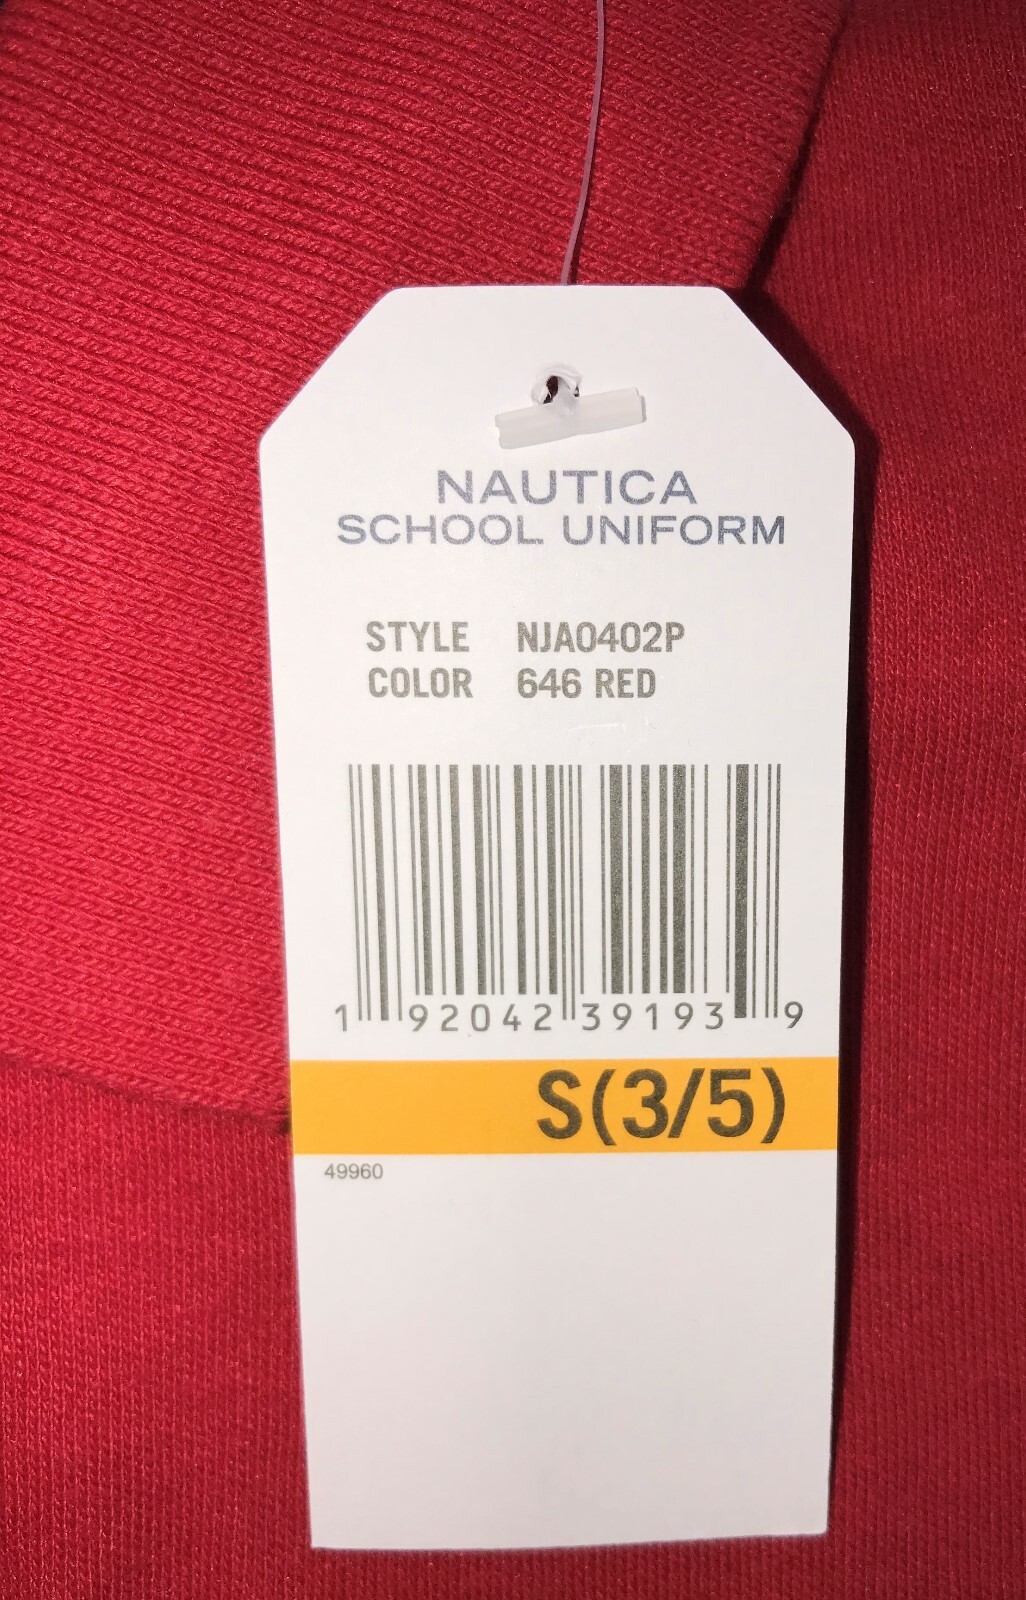 NAUTICA
SCHOOL UNIFORM
STYLE NJA0402P
COLOR 646 RED
1 92042 39193 9
S(3/5)
49960